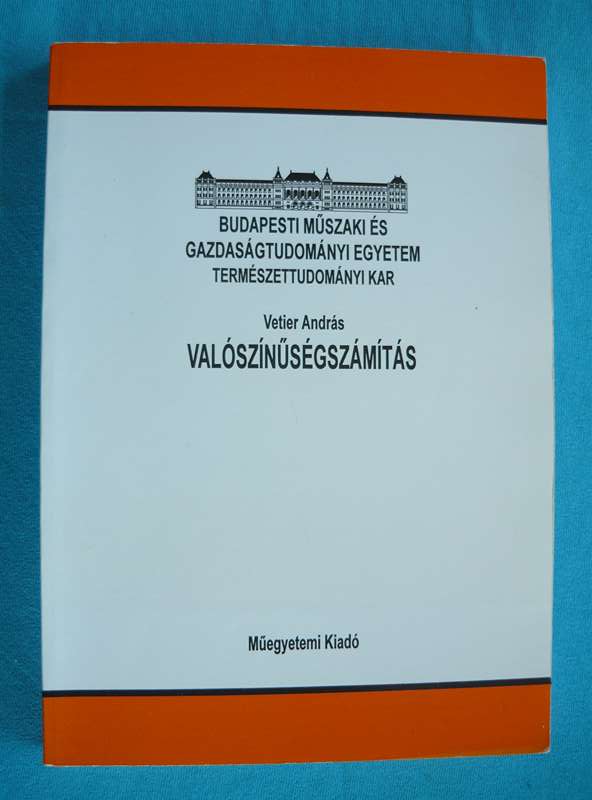 BUDAPESTI MŰSZAKI ÉS
GAZDASÁGTUDOMÁNYI EGYETEM
TERMÉSZETTUDOMÁNYI KAR
Vetier András
VALÓSZÍNŰSÉGSZÁMÍTÁS
Műegyetemi Kiadó